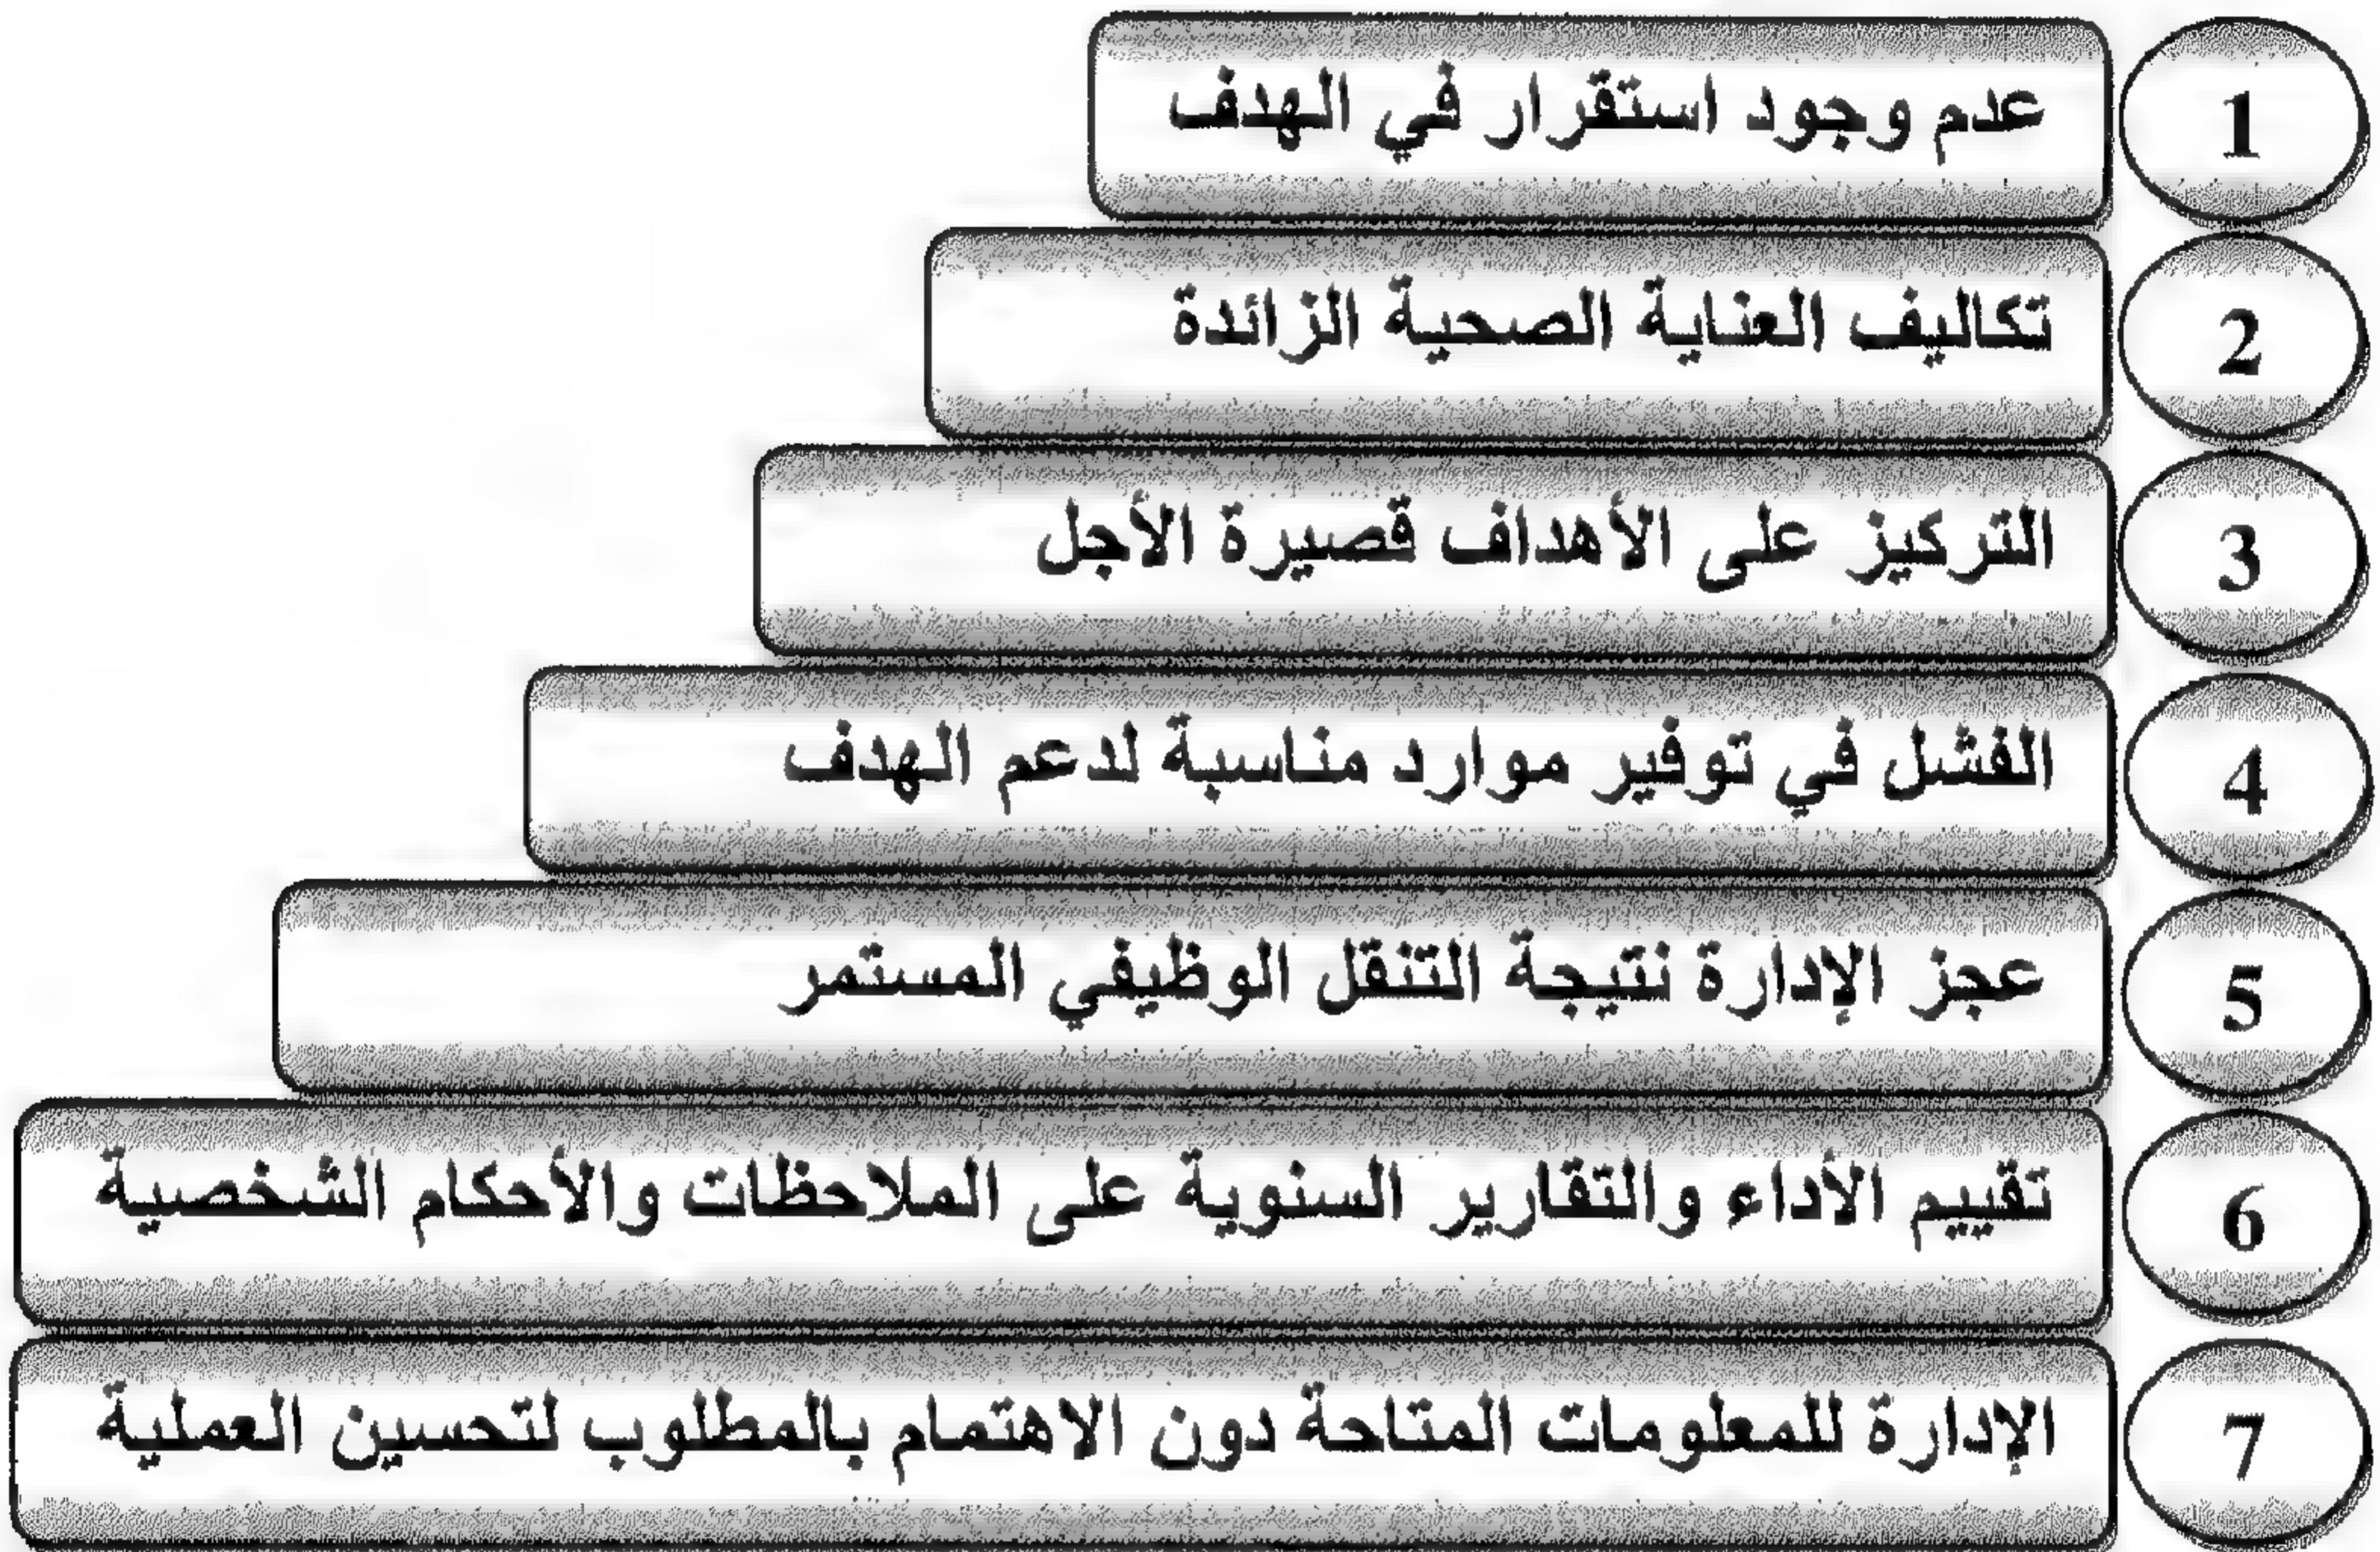 1 عدم وجود استقرار في الهدف
2 تكاليف العناية الصحية الزائدة
3 التركيز على الأهداف قصيرة الأجل
4 الفشل في توفير موارد مناسبة لدعم الهدف
5 عجز الإدارة نتيجة التنقل الوظيفي المستمر
6 تقييم الأداء والتقارير السنوية على الملاحظات والأحكام الشخصية
7 الإدارة للمعلومات المتاحة دون الاهتمام بالمطلوب لتحسين العملية